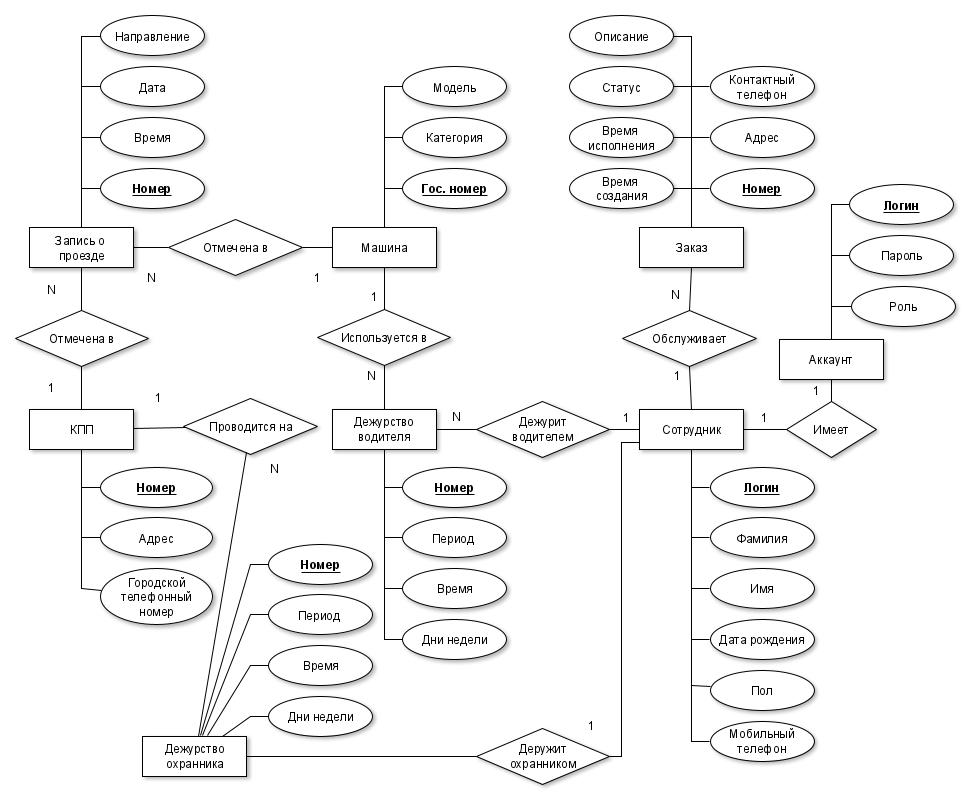 Направление
Дата
Время
Номер
Запись о
проезде
Отмечена в
N
N
1
Модель
Категория
Гос. номер
Машина
1
Описание
Статус
Время
исполнения
Время
создания
Контактный
телефон
Адрес
Номер
Заказ
N
Логин
Пароль
Роль
Аккаунт
1
Отмечена в
1
Используется в
N
Обслуживает
1
КПП
1
Проводится на
N
Дежурство
водителя
N
Дежурит
водителем
1
Сотрудник
1
Имеет
Номер
Адрес
Городской
телефонный
номер
Номер
Период
Время
Дни недели
Номер
Период
Время
Дни недели
Логин
Фамилия
Имя
Дата рождения
Пол
Мобильный
телефон
Дежурство
охранника
Деружит
охранником
1